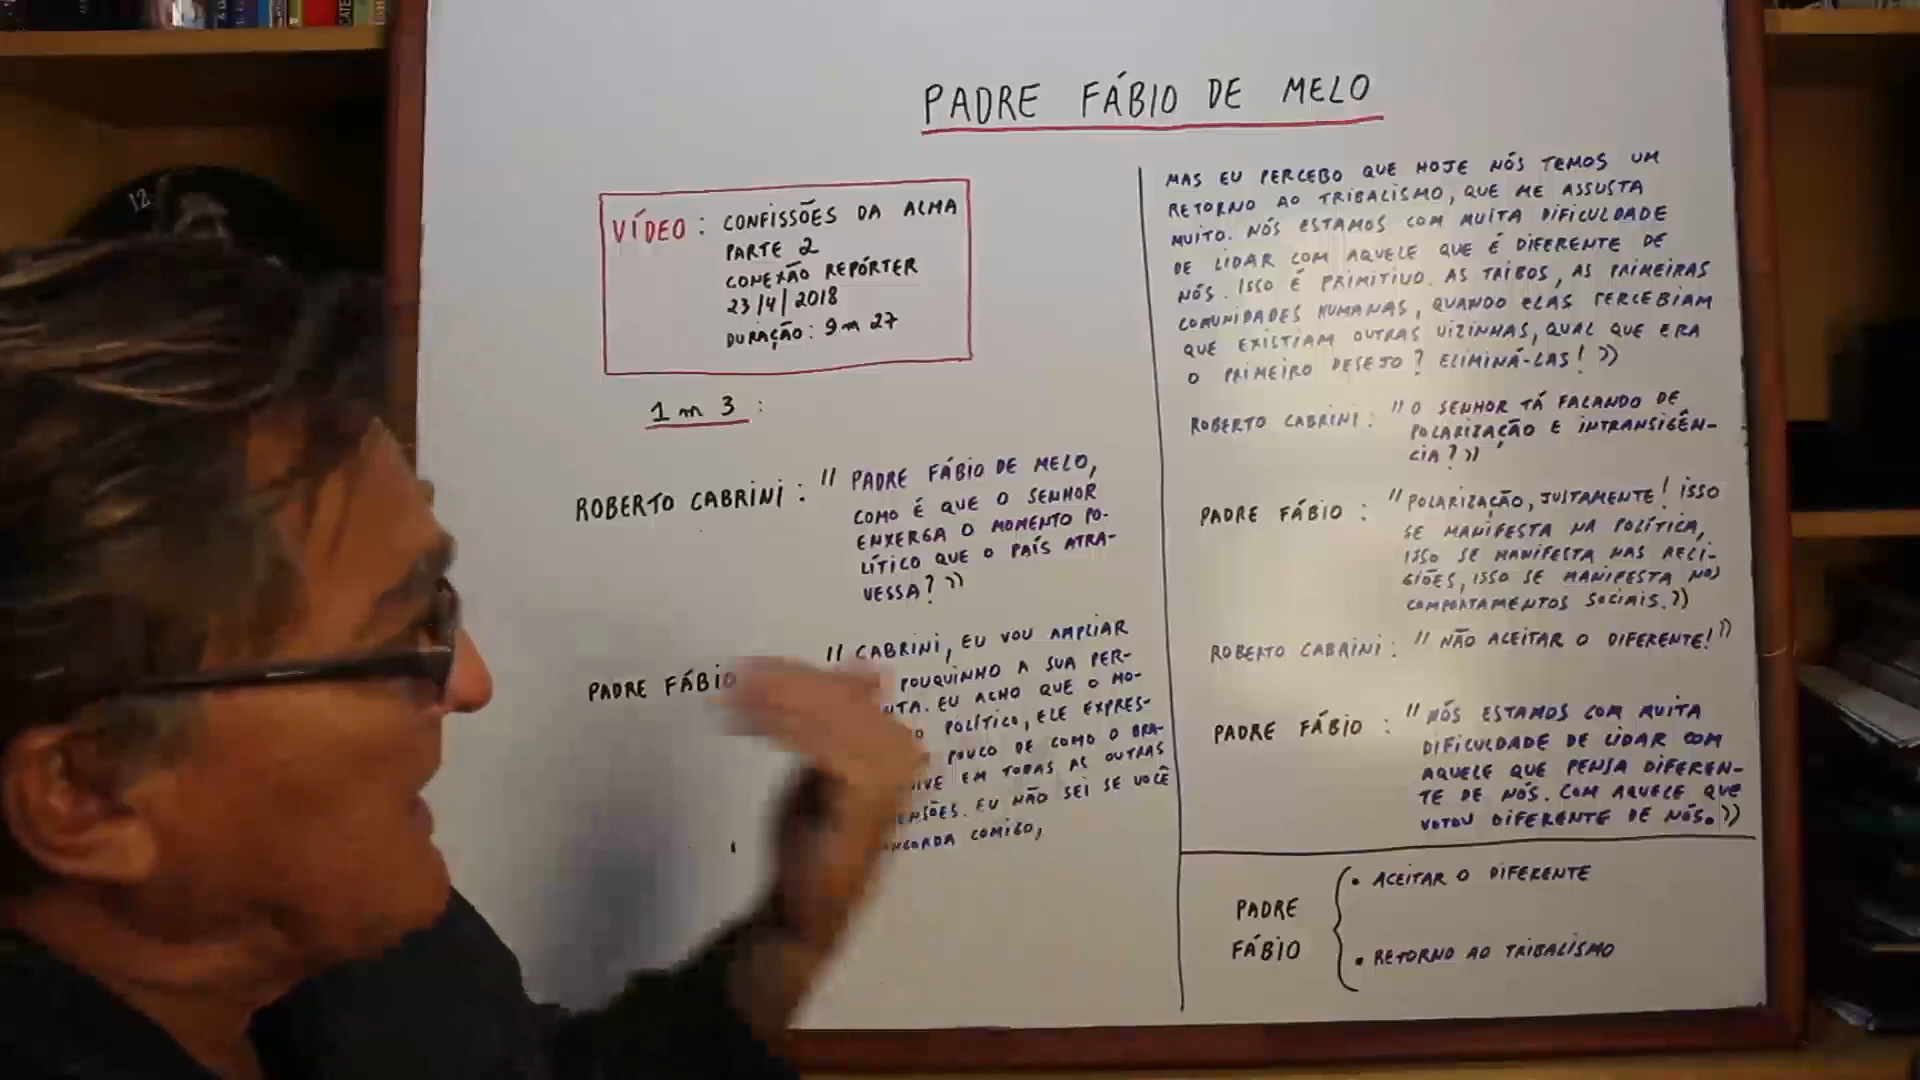 PADRE FÁBIO DE MELO
VÍDEO: CONFISSÕES DA ALMA
PARTE 2
CONEXÃO REPÓRTER
23/4/2018
DURAÇÃO: 9m 27
1m 3:
ROBERTO CABRINI: "PADRE FÁBIO DE MELO,
COMO É QUE O SENHOR
ENXERGA O MOMENTO PO-
LÍTICO QUE O PAÍS ATRA-
VESSA?"
PADRE FÁBIO "CABRINI, EU VOU AMPLIAR
POUQUINHO A SUA PER-
NTA. EU ACHO QUE O MO-
O POLÍTICO, ELE EXPRES-
POUCO DE COMO O BRA-
IVE EM TODAS AS OUTRAS
ENSÕES. EU NÃO SEI SE VOCÊ
NCORDA COMIGO,
MAS EU PERCEBO QUE HOJE NÓS TEMOS UM
RETORNO AO TRIBALISMO, QUE ME ASSUSTA
MUITO. NÓS ESTAMOS COM MUITA DIFICULDADE
DE LIDAR COM AQUELE QUE É DIFERENTE DE
NÓS. ISSO É PRIMITIVO. AS TRIBOS, AS PRIMEIRAS
COMUNIDADES HUMANAS, QUANDO ELAS PERCEBIAM
QUE EXISTIAM OUTRAS VIZINHAS, QUAL QUE ERA
O PRIMEIRO DESEJO? ELIMINÁ-LAS!"
ROBERTO CABRINI: "O SENHOR TÁ FALANDO DE
POLARIZAÇÃO E INTRANSIGÊN-
CIA?"
PADRE FÁBIO: "POLARIZAÇÃO, JUSTAMENTE! ISSO
SE MANIFESTA NA POLÍTICA,
ISSO SE MANIFESTA NAS RELI-
GIÕES, ISSO SE MANIFESTA NOS
COMPORTAMENTOS SOCIAIS."
ROBERTO CABRINI: "NÃO ACEITAR O DIFERENTE!"
PADRE FÁBIO: "NÓS ESTAMOS COM MUITA
DIFICULDADE DE LIDAR COM
AQUELE QUE PENSA DIFEREN-
TE DE NÓS. COM AQUELE QUE
VOTOU DIFERENTE DE NÓS."
PADRE
FÁBIO
• ACEITAR O DIFERENTE
• RETORNO AO TRIBALISMO
12